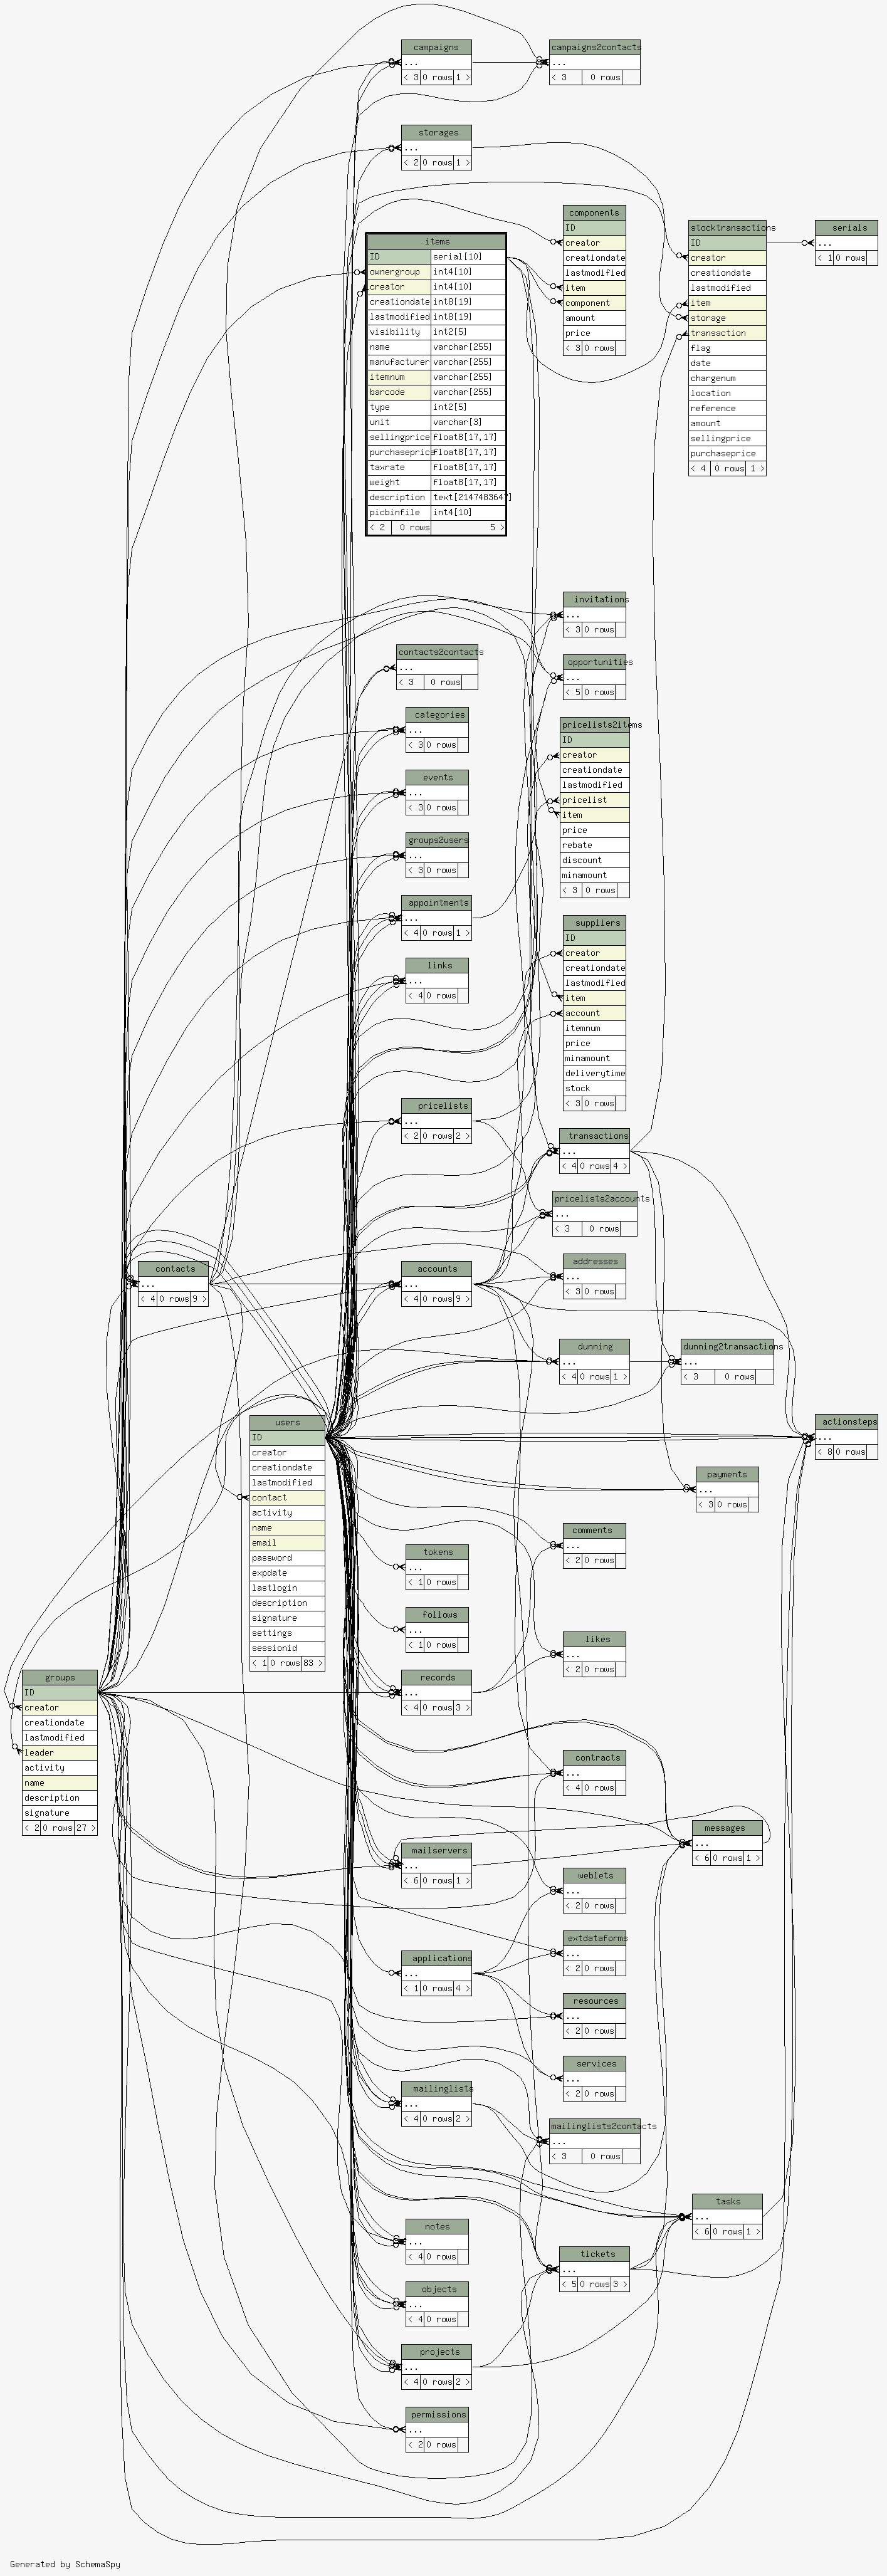 campaigns
...
< 3 0 rows 1 >
campaigns2contacts
...
< 3 0 rows
storages
...
< 2 0 rows 1 >
components
ID
creator
creationdate
lastmodified
item
component
amount
price
< 3 0 rows
stocktransactions
ID
creator
creationdate
lastmodified
item
storage
transaction
flag
date
chargenum
location
reference
amount
sellingprice
purchaseprice
< 4 0 rows 1 >
serials
...
< 1 0 rows
items
ID serial[10]
ownergroup int4[10]
creator int4[10]
creationdate int8[19]
lastmodified int8[19]
visibility int2[5]
name varchar[255]
manufacturer varchar[255]
itemnum varchar[255]
barcode varchar[255]
type int2[5]
unit varchar[3]
sellingprice float8[17,17]
purchaseprice float8[17,17]
taxrate float8[17,17]
weight float8[17,17]
description text[2147483647]
picbinfile int4[10]
< 2 0 rows 5 >
invitations
...
< 3 0 rows
contacts2contacts
...
< 3 0 rows
opportunities
...
< 5 0 rows
categories
...
< 3 0 rows
pricelists2items
ID
creator
creationdate
lastmodified
pricelist
item
price
rebate
discount
minamount
< 3 0 rows
events
...
< 3 0 rows
groups2users
...
< 3 0 rows
appointments
...
< 4 0 rows 1 >
suppliers
ID
creator
creationdate
lastmodified
item
account
itemnum
price
minamount
deliverytime
stock
< 3 0 rows
links
...
< 4 0 rows
pricelists
...
< 2 0 rows 2 >
transactions
...
< 4 0 rows 4 >
pricelists2accounts
...
< 3 0 rows
contacts
...
< 4 0 rows 9 >
accounts
...
< 4 0 rows 9 >
addresses
...
< 3 0 rows
dunning
...
< 4 0 rows 1 >
dunning2transactions
...
< 3 0 rows
users
ID
creator
creationdate
lastmodified
contact
activity
name
email
password
expdate
lastlogin
description
signature
settings
sessionid
< 1 0 rows 83 >
actionsteps
...
< 8 0 rows
payments
...
< 3 0 rows
comments
...
< 2 0 rows
tokens
...
< 1 0 rows
follows
...
< 1 0 rows
likes
...
< 2 0 rows
groups
ID
creator
creationdate
lastmodified
leader
activity
name
description
signature
< 2 0 rows 27 >
records
...
< 4 0 rows 3 >
contracts
...
< 4 0 rows
messages
...
< 6 0 rows 1 >
mailservers
...
< 6 0 rows 1 >
weblets
...
< 2 0 rows
extdataforms
...
< 2 0 rows
applications
...
< 1 0 rows 4 >
resources
...
< 2 0 rows
services
...
< 2 0 rows
mailinglists
...
< 4 0 rows 2 >
mailinglists2contacts
...
< 3 0 rows
tasks
...
< 6 0 rows 1 >
notes
...
< 4 0 rows
tickets
...
< 5 0 rows 3 >
objects
...
< 4 0 rows
projects
...
< 4 0 rows 2 >
permissions
...
< 2 0 rows
Generated by SchemaSpy